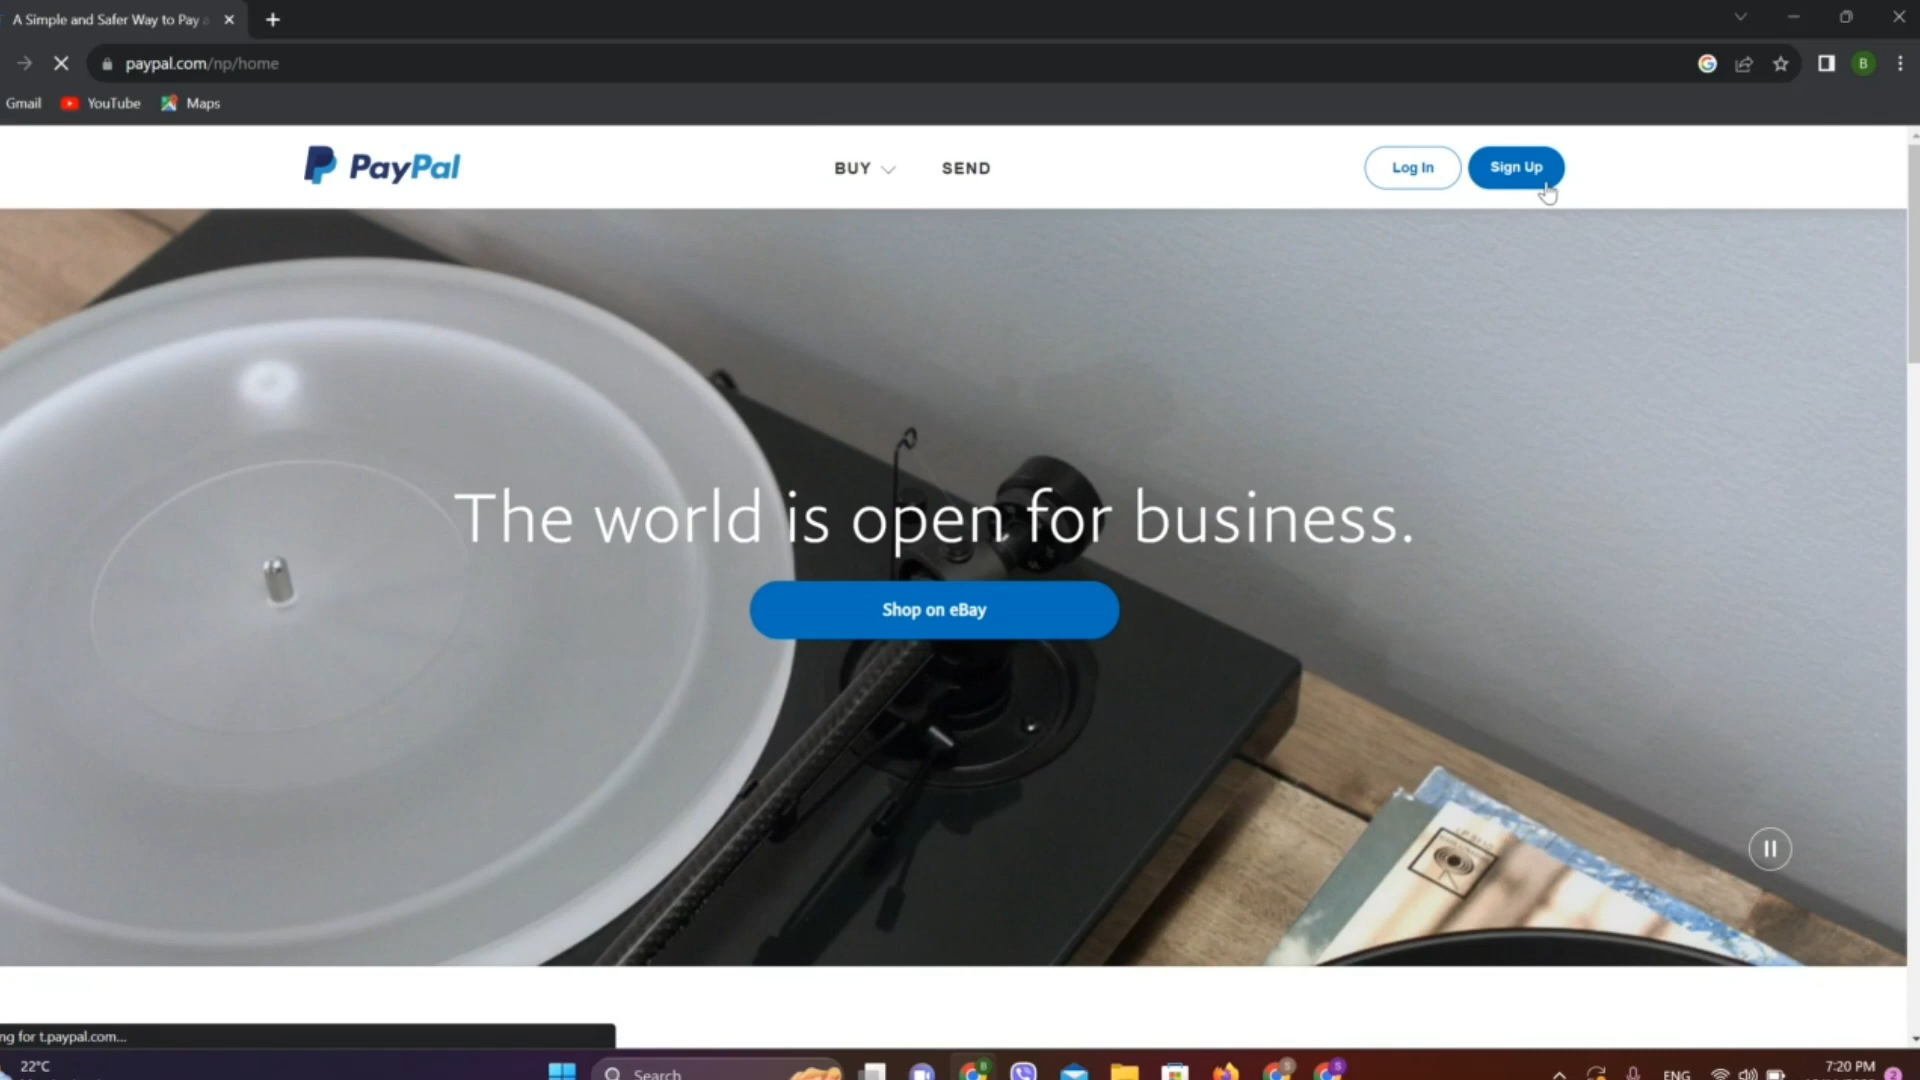 A Simple and Safer Way to Pay
paypal.com/np/home
B
Gmail
YouTube
Maps
PayPal
BUY
SEND
Log In
Sign Up
The world is open for business.
Shop on eBay
ng for t.paypal.com...
22°C
Search
ENG
7:20 PM
2